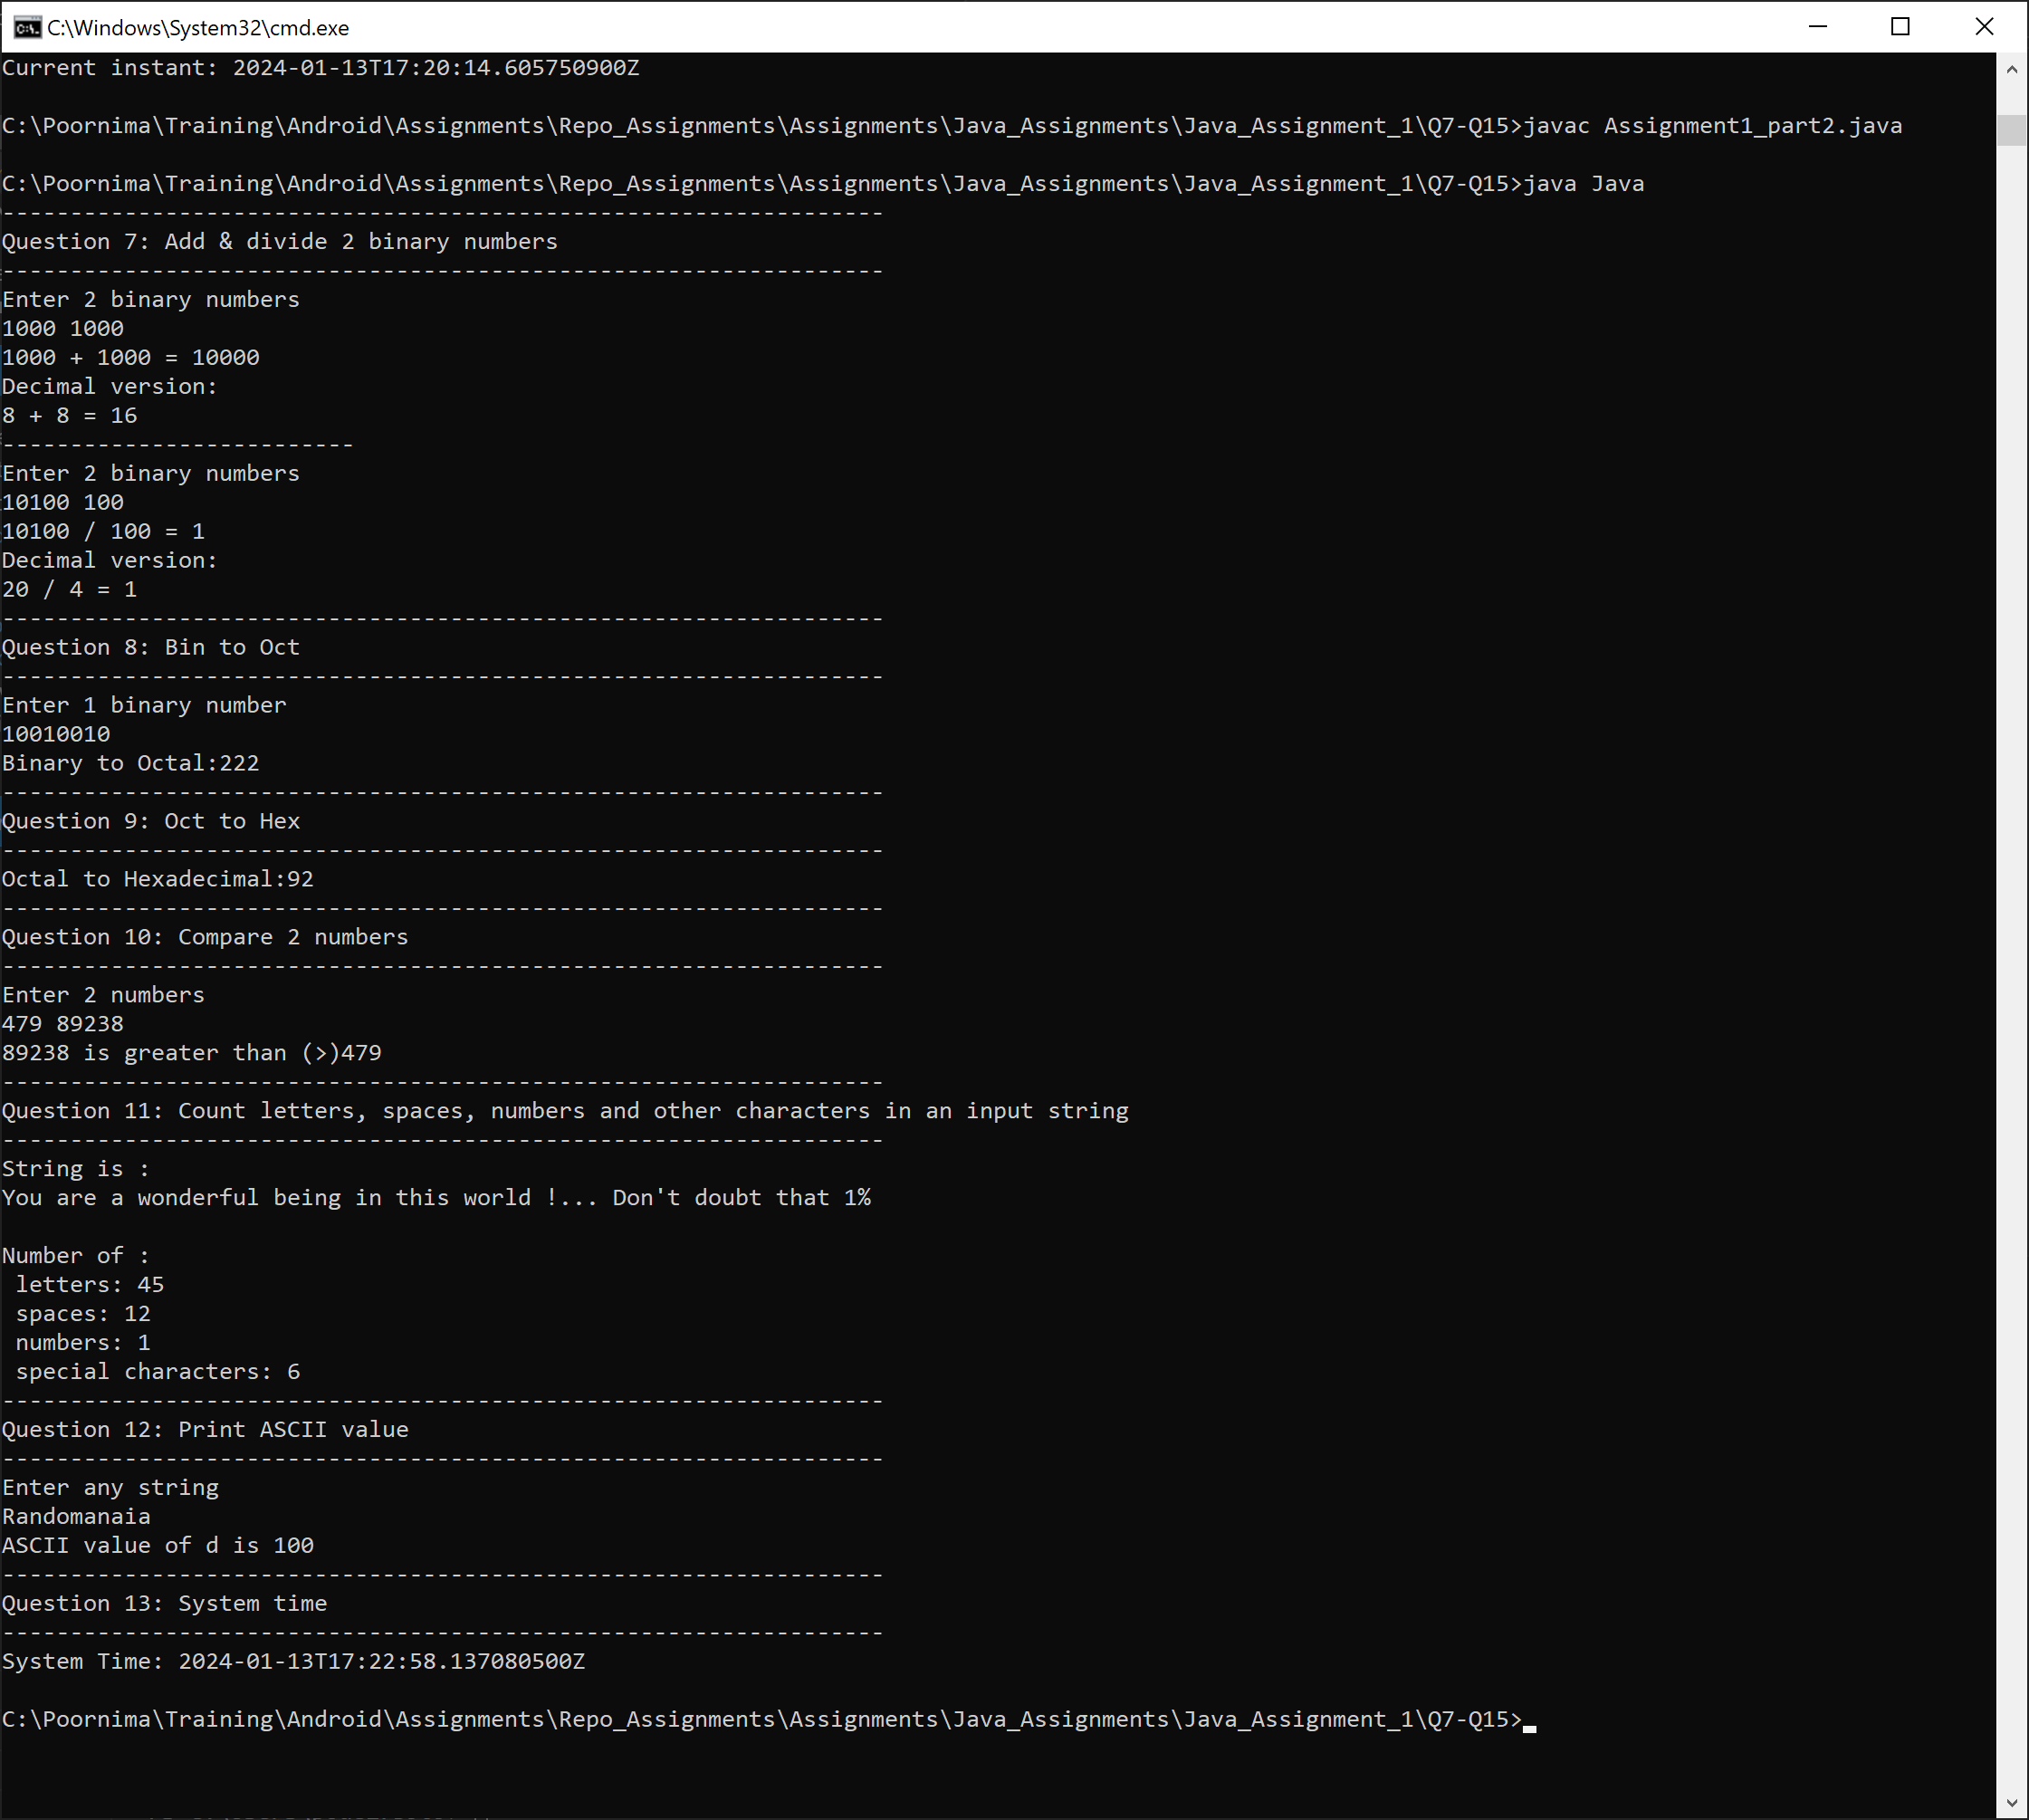 C:\Windows\System32\cmd.exe
Current instant: 2024-01-13T17:20:14.605750900Z
C:\Poornima\Training\Android\Assignments\Repo_Assignments\Assignments\Java_Assignments\Java_Assignment_1\Q7-Q15>javac Assignment1_part2.java
C:\Poornima\Training\Android\Assignments\Repo_Assignments\Assignments\Java_Assignments\Java_Assignment_1\Q7-Q15>java Java
-----------------------------------------------------------------
Question 7: Add & divide 2 binary numbers
-----------------------------------------------------------------
Enter 2 binary numbers
1000 1000
1000 + 1000 = 10000
Decimal version:
8 + 8 = 16
--------------------------
Enter 2 binary numbers
10100 100
10100 / 100 = 1
Decimal version:
20 / 4 = 1
-----------------------------------------------------------------
Question 8: Bin to Oct
-----------------------------------------------------------------
Enter 1 binary number
10010010
Binary to Octal:222
-----------------------------------------------------------------
Question 9: Oct to Hex
-----------------------------------------------------------------
Octal to Hexadecimal:92
-----------------------------------------------------------------
Question 10: Compare 2 numbers
-----------------------------------------------------------------
Enter 2 numbers
479 89238
89238 is greater than (>)479
-----------------------------------------------------------------
Question 11: Count letters, spaces, numbers and other characters in an input string
-----------------------------------------------------------------
String is :
You are a wonderful being in this world !... Don't doubt that 1%
Number of :
letters: 45
spaces: 12
numbers: 1
special characters: 6
-----------------------------------------------------------------
Question 12: Print ASCII value
-----------------------------------------------------------------
Enter any string
Randomanaia
ASCII value of d is 100
-----------------------------------------------------------------
Question 13: System time
-----------------------------------------------------------------
System Time: 2024-01-13T17:22:58.137080500Z
C:\Poornima\Training\Android\Assignments\Repo_Assignments\Assignments\Java_Assignments\Java_Assignment_1\Q7-Q15>